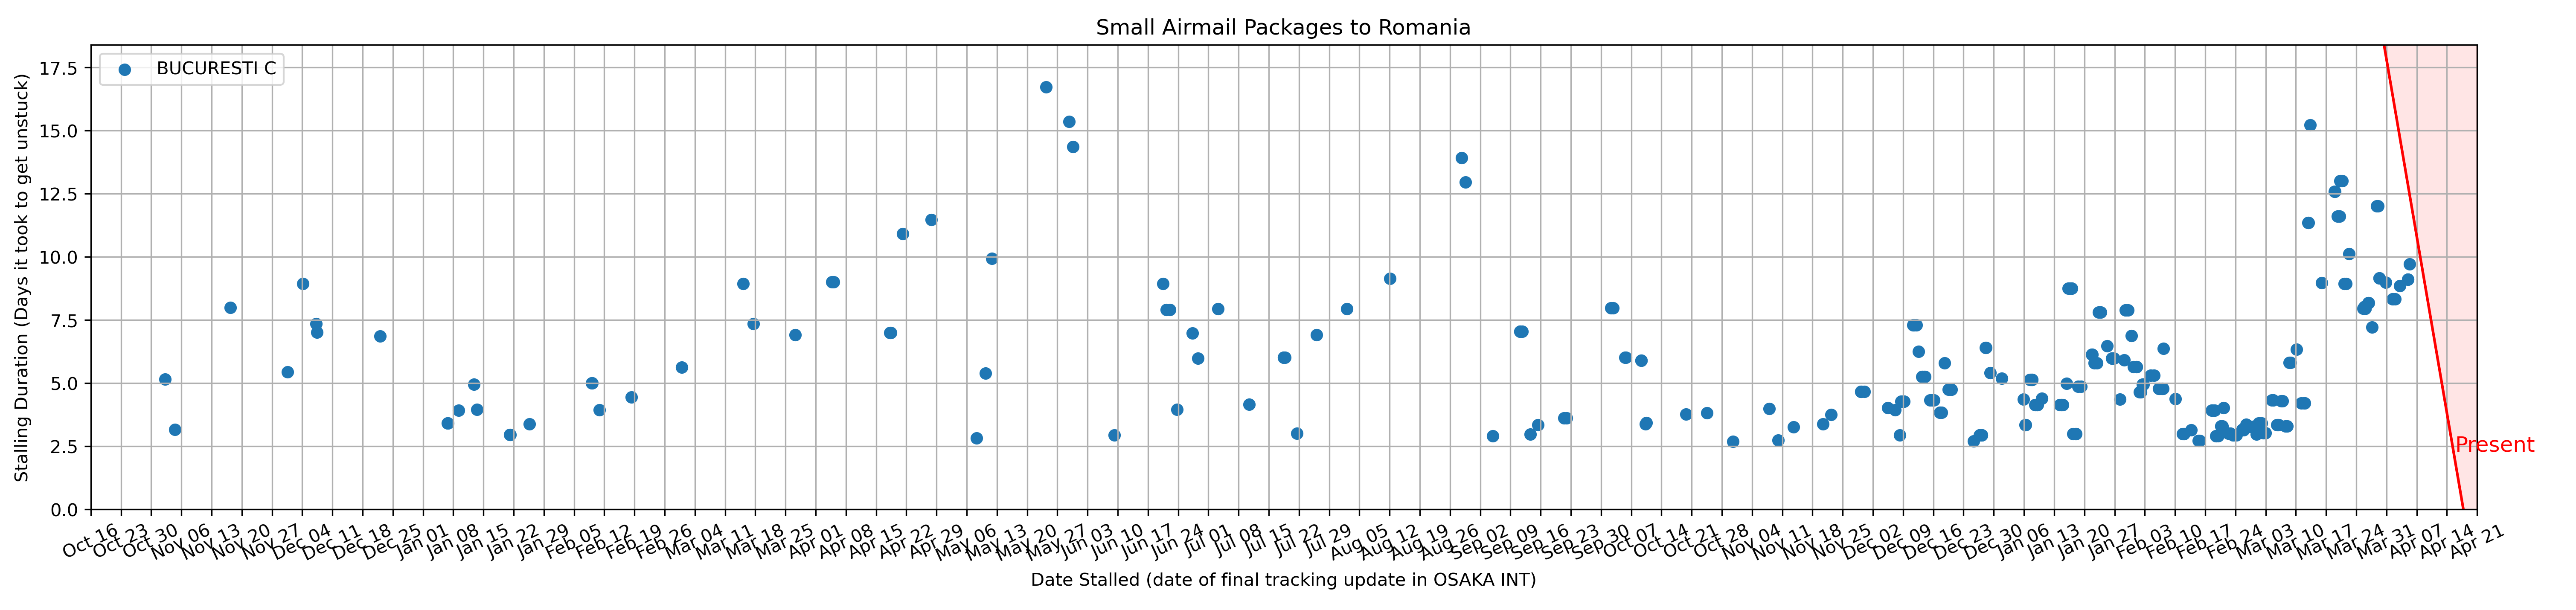 Small Airmail Packages to Romania
BUCURESTI C
Stalling Duration (Days it took to get unstuck)
17.5
15.0
12.5
10.0
7.5
5.0
2.5
0.0
Present
Oct 16
Oct 23
Oct 30
Nov 06
Nov 13
Nov 20
Nov 27
Dec 04
Dec 11
Dec 18
Dec 25
Jan 01
Jan 08
Jan 15
Jan 22
Jan 29
Feb 05
Feb 12
Feb 19
Feb 26
Mar 04
Mar 11
Mar 18
Mar 25
Apr 01
Apr 08
Apr 15
Apr 22
Apr 29
May 06
May 13
May 20
May 27
Jun 03
Jun 10
Jun 17
Jun 24
Jul 01
Jul 08
Jul 15
Jul 22
Jul 29
Aug 05
Aug 12
Aug 19
Aug 26
Sep 02
Sep 09
Sep 16
Sep 23
Sep 30
Oct 07
Oct 14
Oct 21
Oct 28
Nov 04
Nov 11
Nov 18
Nov 25
Dec 02
Dec 09
Dec 16
Dec 23
Dec 30
Jan 06
Jan 13
Jan 20
Jan 27
Feb 03
Feb 10
Feb 17
Feb 24
Mar 03
Mar 10
Mar 17
Mar 24
Mar 31
Apr 07
Apr 14
Apr 21
Date Stalled (date of final tracking update in OSAKA INT)